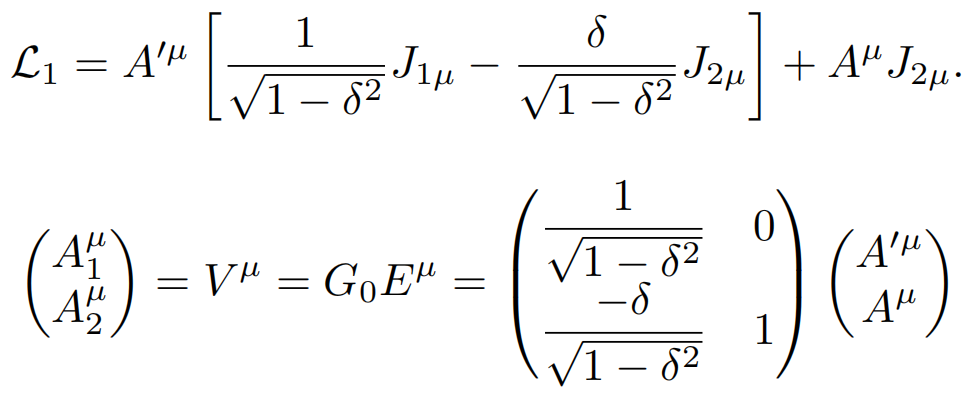 \mathcal{L}_1 = A'^\mu \left[ \frac{1}{\sqrt{1-\delta^2}} J_{1\mu} - \frac{\delta}{\sqrt{1-\delta^2}} J_{2\mu} \right] + A^\mu J_{2\mu}.
\begin{pmatrix} A_1^\mu \\ A_2^\mu \end{pmatrix} = V^\mu = G_0 E^\mu = \begin{pmatrix} \frac{1}{\sqrt{1-\delta^2}} & 0 \\ \frac{-\delta}{\sqrt{1-\delta^2}} & 1 \end{pmatrix} \begin{pmatrix} A'^\mu \\ A^\mu \end{pmatrix}